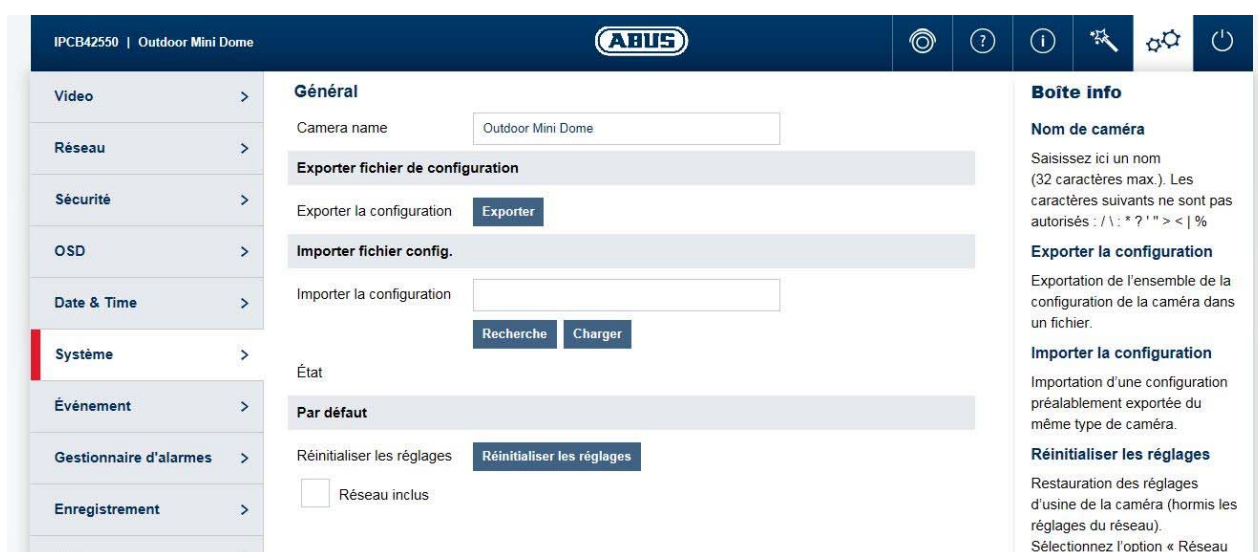 IPCB42550 | Outdoor Mini Dome
ABUS
Video
Réseau
Sécurité
OSD
Date & Time
Système
Événement
Gestionnaire d'alarmes
Enregistrement
Général
Camera name
Outdoor Mini Dome
Exporter fichier de configuration
Exporter la configuration
Exporter
Importer fichier config.
Importer la configuration
Recherche
Charger
État
Par défaut
Réinitialiser les réglages
Réinitialiser les réglages
Réseau inclus
Boîte info
Nom de caméra
Saisissez ici un nom
(32 caractères max.). Les
caractères suivants ne sont pas
autorisés : / \ : * ? ' " > < | %
Exporter la configuration
Exportation de l'ensemble de la
configuration de la caméra dans
un fichier.
Importer la configuration
Importation d'une configuration
préalablement exportée du
même type de caméra.
Réinitialiser les réglages
Restauration des réglages
d'usine de la caméra (hormis les
réglages du réseau).
Sélectionnez l'option « Réseau